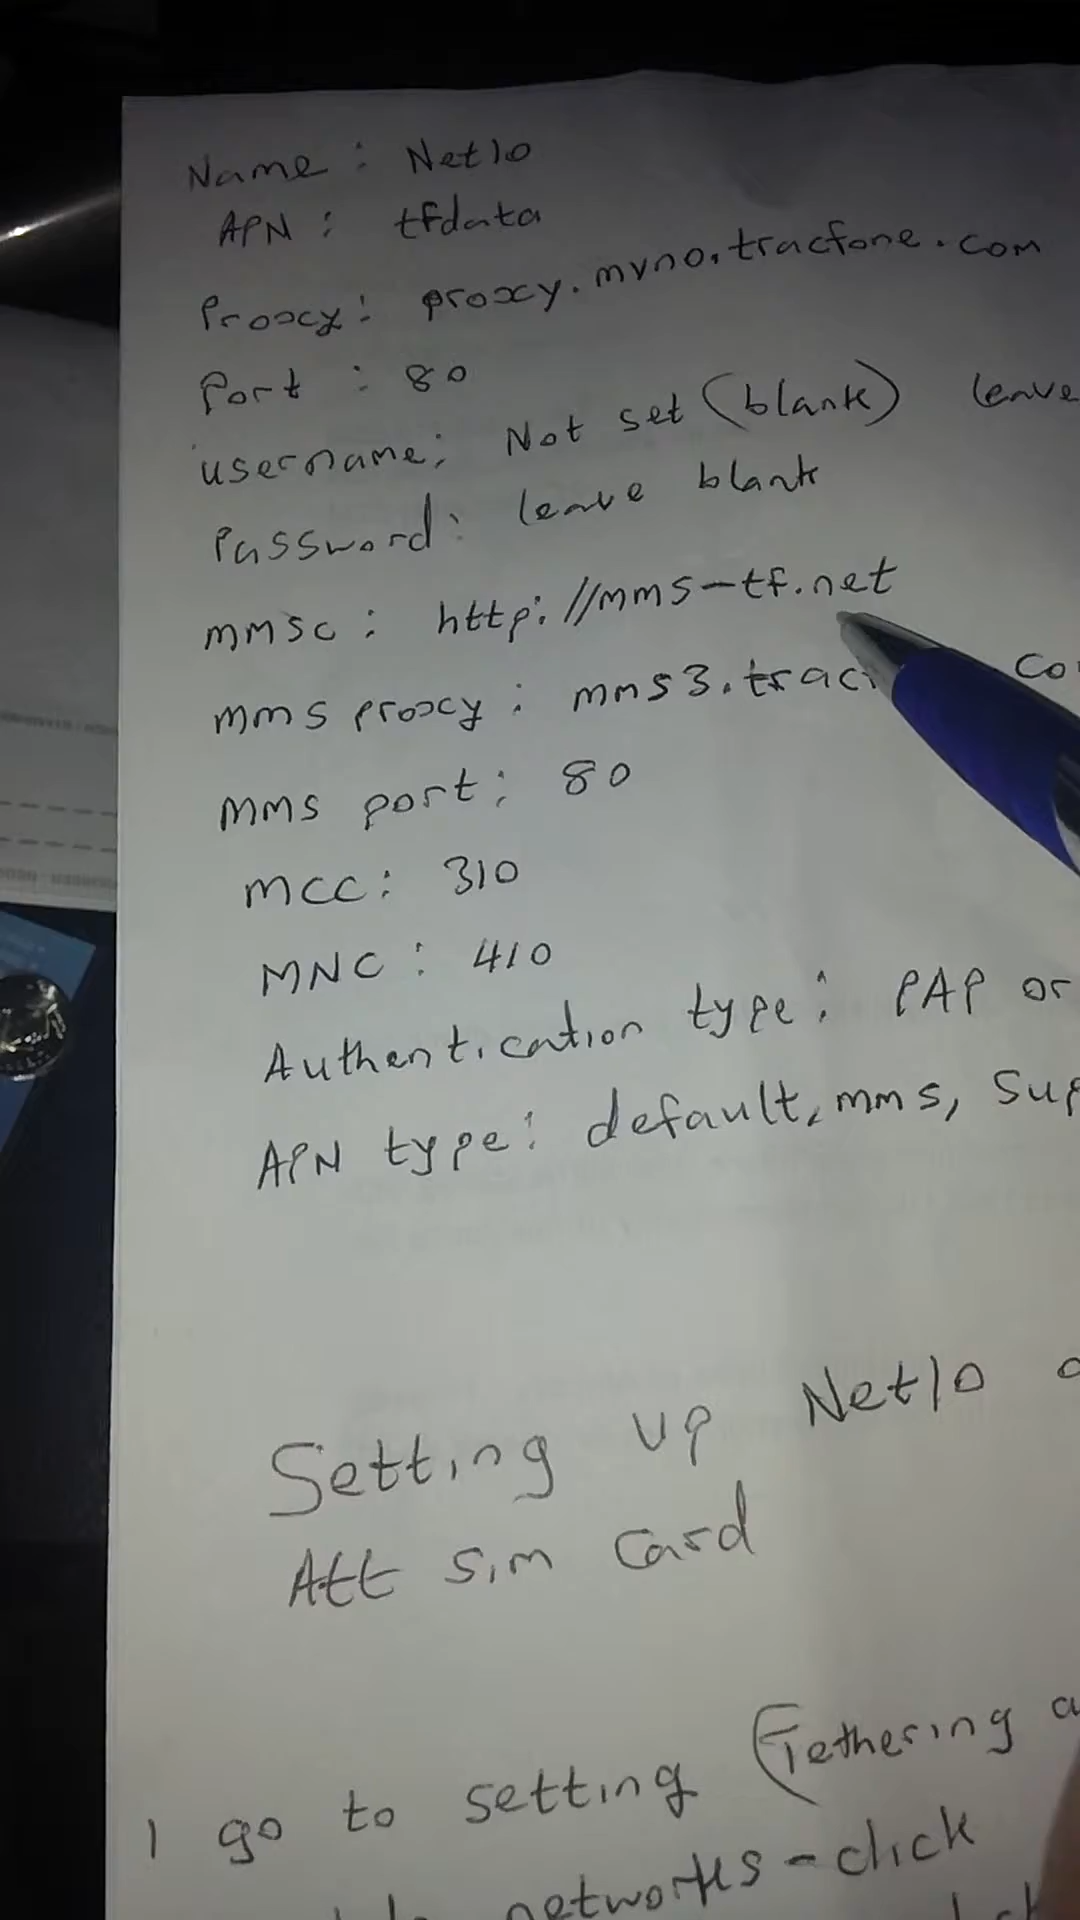 Name : Net10
APN : tfdata
Proxy: proxy.mvno.tracfone.com
Port : 80
username: Not set (blank) leave
Password: leave blank
mmsc : http://mms-tf.net
mms proxy : mms3.trac
mms port: 80
MCC: 310
MNC : 410
Authentication type: PAP or
APN type: default, mms, sup
Setting up Net10
Att sim card
1 go to setting (Tethering
networks - click